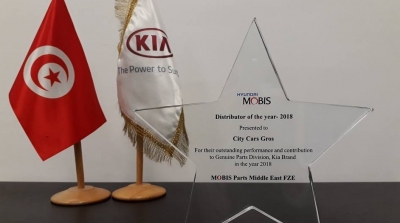 KIA
The Power to Su
HYUNDAI
MOBIS
Distributor of the year- 2018
Presented to
City Cars Gros
For their outstanding performance and contribution
to Genuine Parts Division, Kia Brand
in the year 2018
MOBIS Parts Middle East FZE